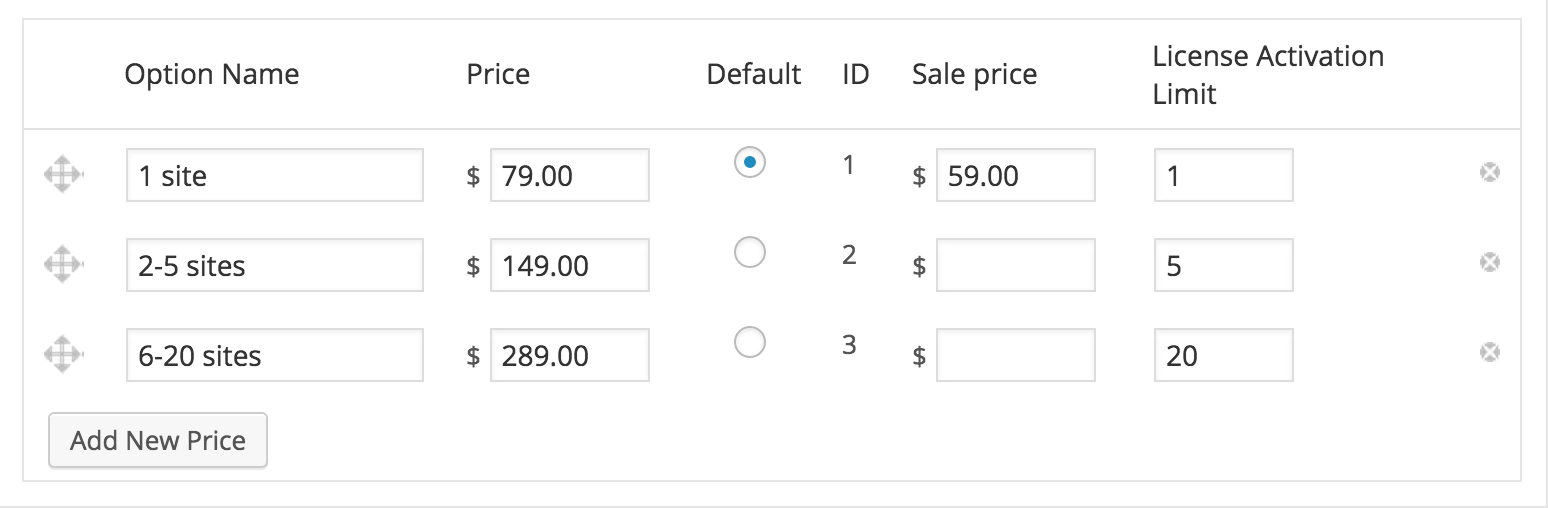 Option Name Price Default ID Sale price License Activation
Limit
1 site $ 79.00 1 $ 59.00 1
2-5 sites $ 149.00 2 $ 5
6-20 sites $ 289.00 3 $ 20
Add New Price